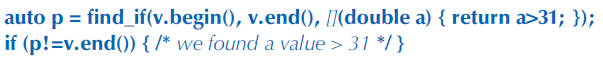 auto p = find_if(v.begin(), v.end(), [](double a) { return a>31; });
if (p!=v.end()) { /* we found a value > 31 */ }